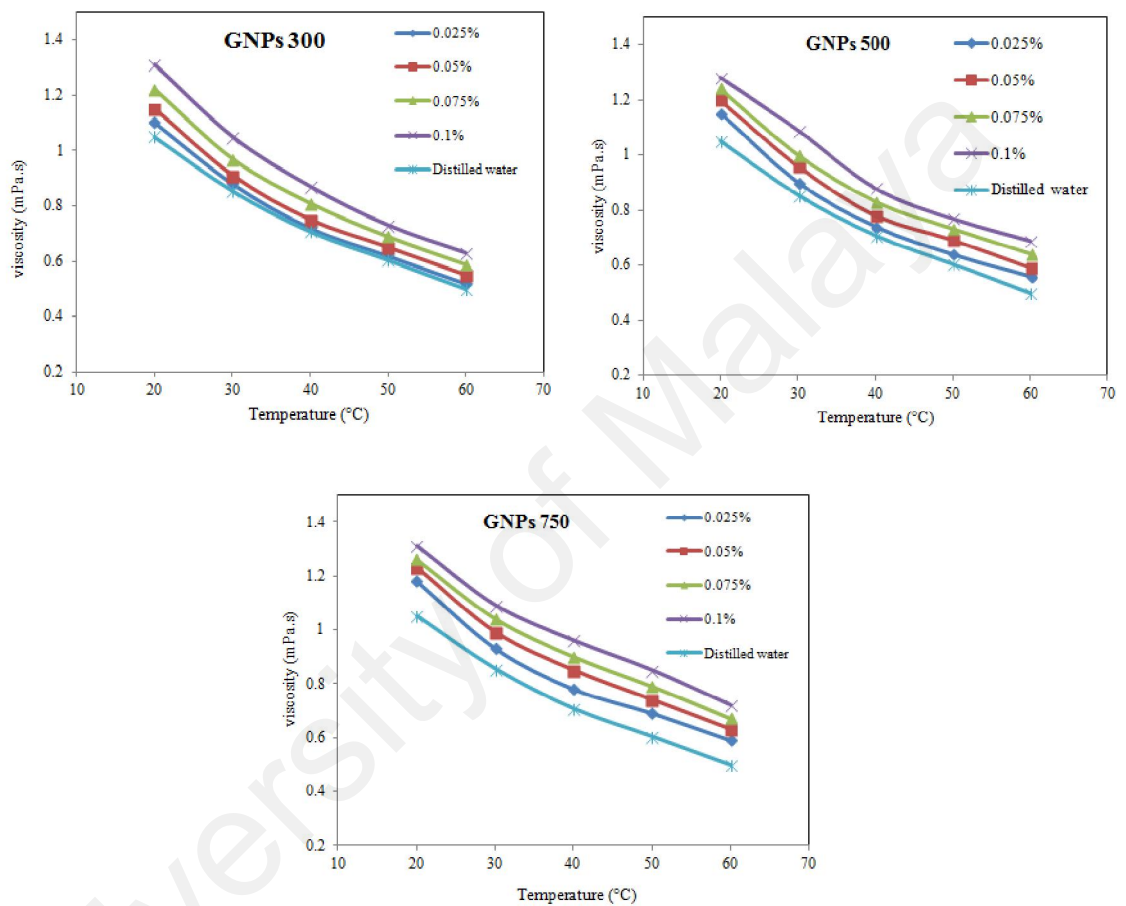 GNPs 300
0.025%
0.05%
0.075%
0.1%
Distilled water
viscosity (mPa.s)
1.4
1.2
1
0.8
0.6
0.4
0.2
10 20 30 40 50 60 70
Temperature (°C)
GNPs 500
0.025%
0.05%
0.075%
0.1%
Distilled water
viscosity (mPa.s)
1.4
1.2
1
0.8
0.6
0.4
0.2
10 20 30 40 50 60 70
Temperature (°C)
GNPs 750
0.025%
0.05%
0.075%
0.1%
Distilled water
viscosity (mPa.s)
1.4
1.2
1
0.8
0.6
0.4
0.2
10 20 30 40 50 60 70
Temperature (°C)
versity of Malaya